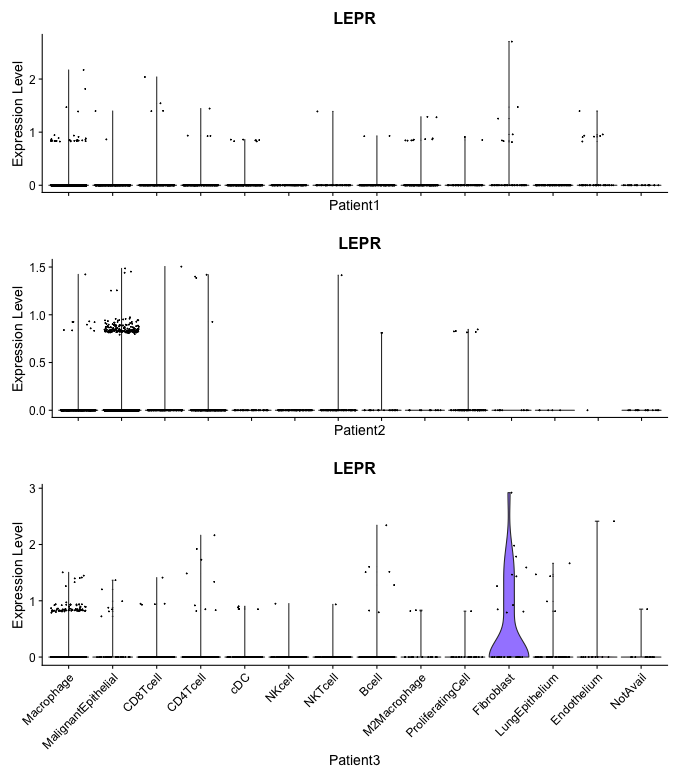 LEPR
Expression Level
2
1
0
Patient1
LEPR
Expression Level
1.5
1.0
0.5
0.0
Patient2
LEPR
Expression Level
3
2
1
0
Macrophage
MalignantEpithelial
CD8Tcell
CD4Tcell
cDC
NKcell
NKTcell
Bcell
M2Macrophage
ProliferatingCell
Fibroblast
LungEpithelium
Endothelium
NotAvail
Patient3